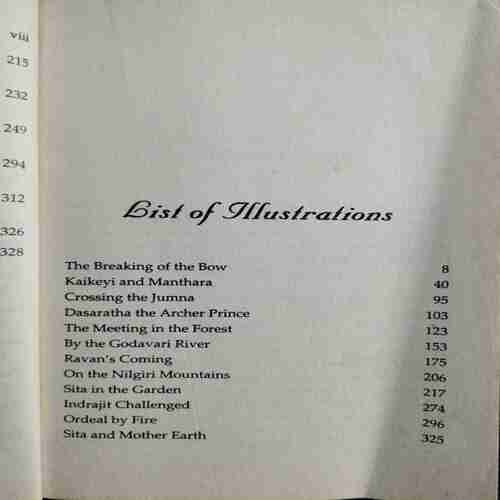 viii
215
232
249
294
312
326
328
List of Illustrations
The Breaking of the Bow 8
Kaikeyi and Manthara 40
Crossing the Jumna 95
Dasaratha the Archer Prince 103
The Meeting in the Forest 123
By the Godavari River 153
Ravan's Coming 175
On the Nilgiri Mountains 206
Sita in the Garden 217
Indrajit Challenged 274
Ordeal by Fire 296
Sita and Mother Earth 325